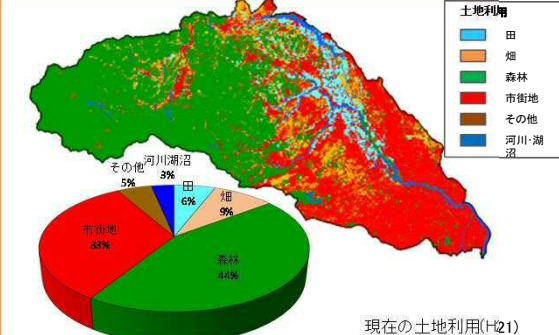 土地利用
田
畑
森林
市街地
その他
河川・湖
沼
河川湖沼
3%
その他
5%
田
6%
畑
9%
市街地
33%
森林
44%
現在の土地利用(H21)